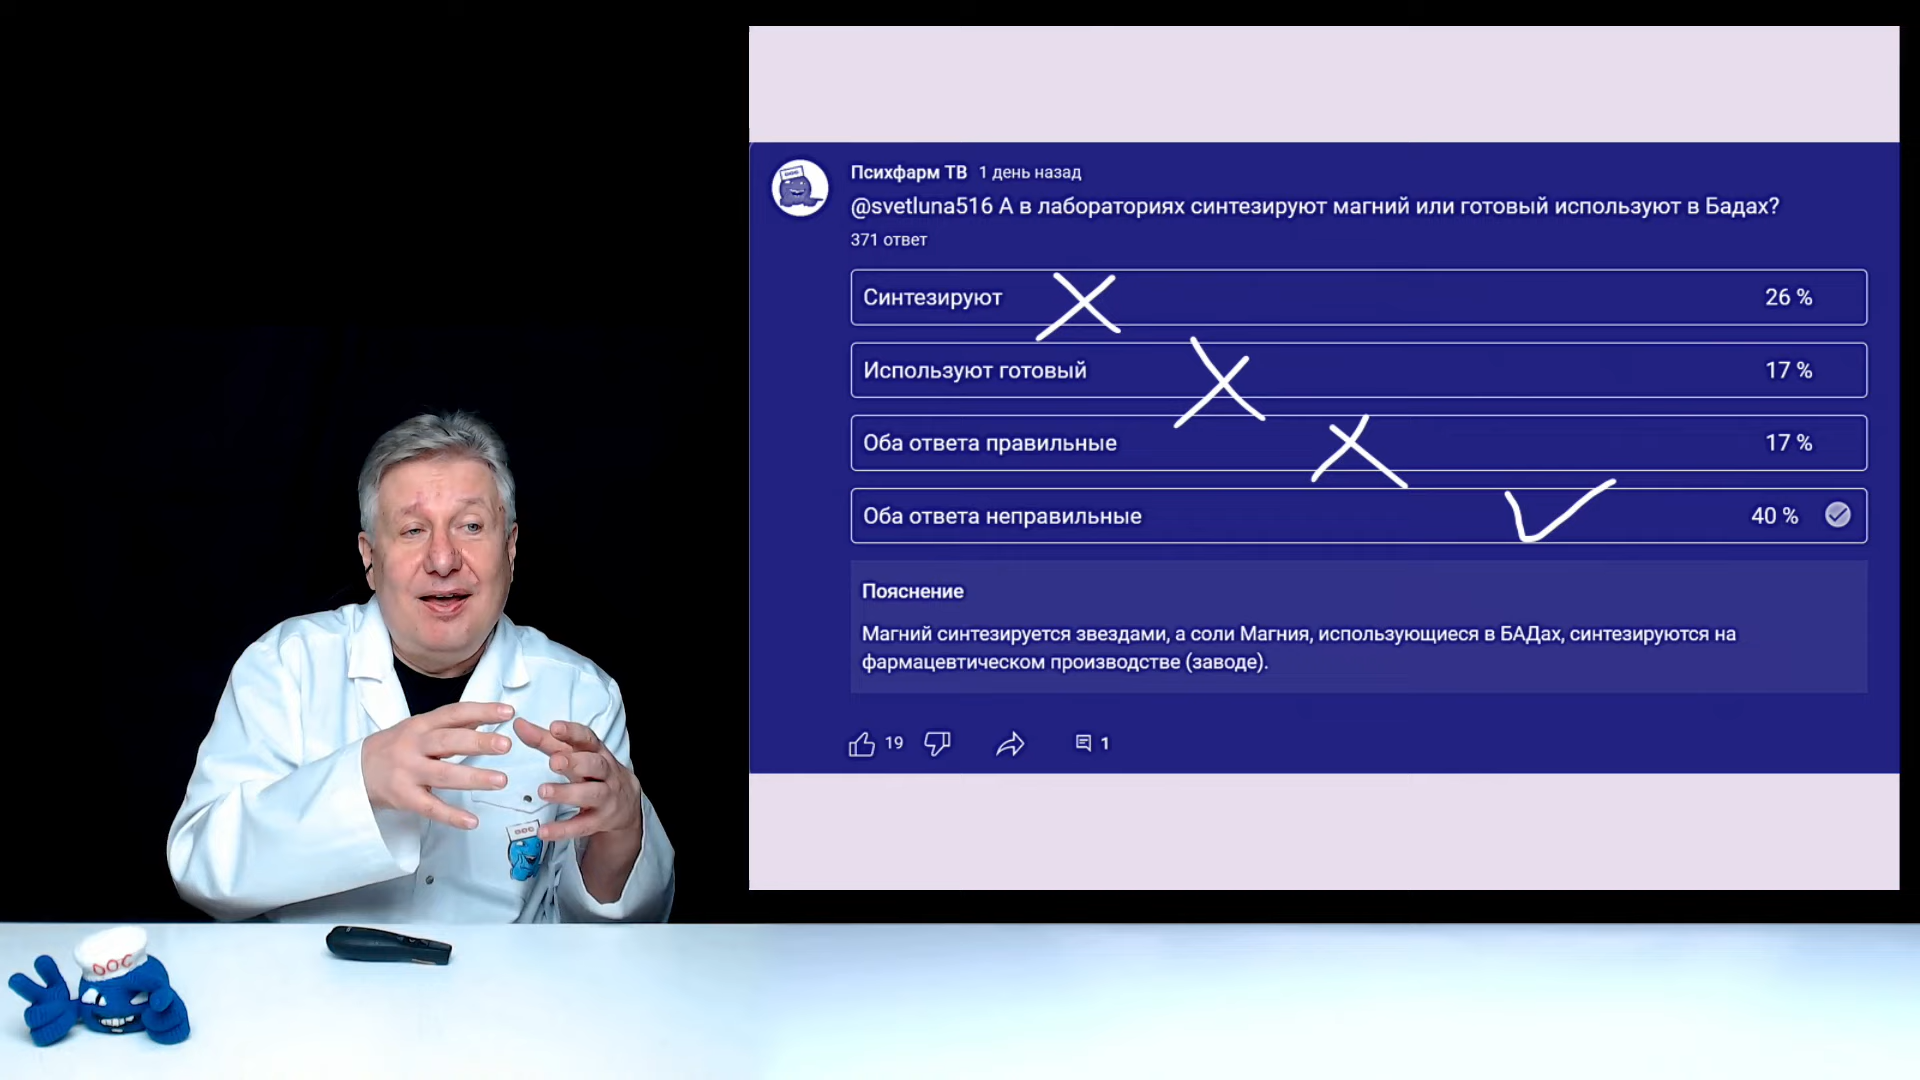 Психфарм ТВ 1 день назад
@svetluna516 А в лабораториях синтезируют магний или готовый используют в Бадах?
371 ответ
Синтезируют 26 %
Используют готовый 17 %
Оба ответа правильные 17 %
Оба ответа неправильные 40 %
Пояснение
Магний синтезируется звездами, а соли Магния, использующиеся в БАДах, синтезируются на
фармацевтическом производстве (заводе).
19 1
DOC
DOC